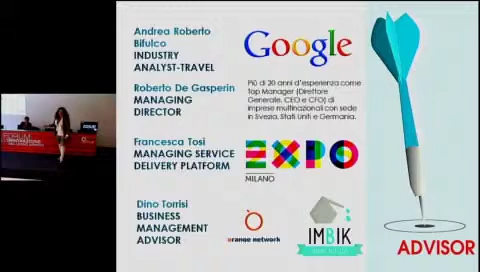 Andrea Roberto
Bifulco
INDUSTRY
ANALYST-TRAVEL
Google
Roberto De Gasperin
MANAGING
DIRECTOR
Più di 20 anni d'esperienza come
Top Manager (Direttore
Generale, CEO e CFO) di
imprese multinazionali con sede
in Svezia, Stati Uniti e Germania.
Francesca Tosi
MANAGING SERVICE
DELIVERY PLATFORM
EXPO
MILANO
Dino Torrisi
BUSINESS
MANAGEMENT
ADVISOR
orange network
IMBIK
ADVISOR
FORUM